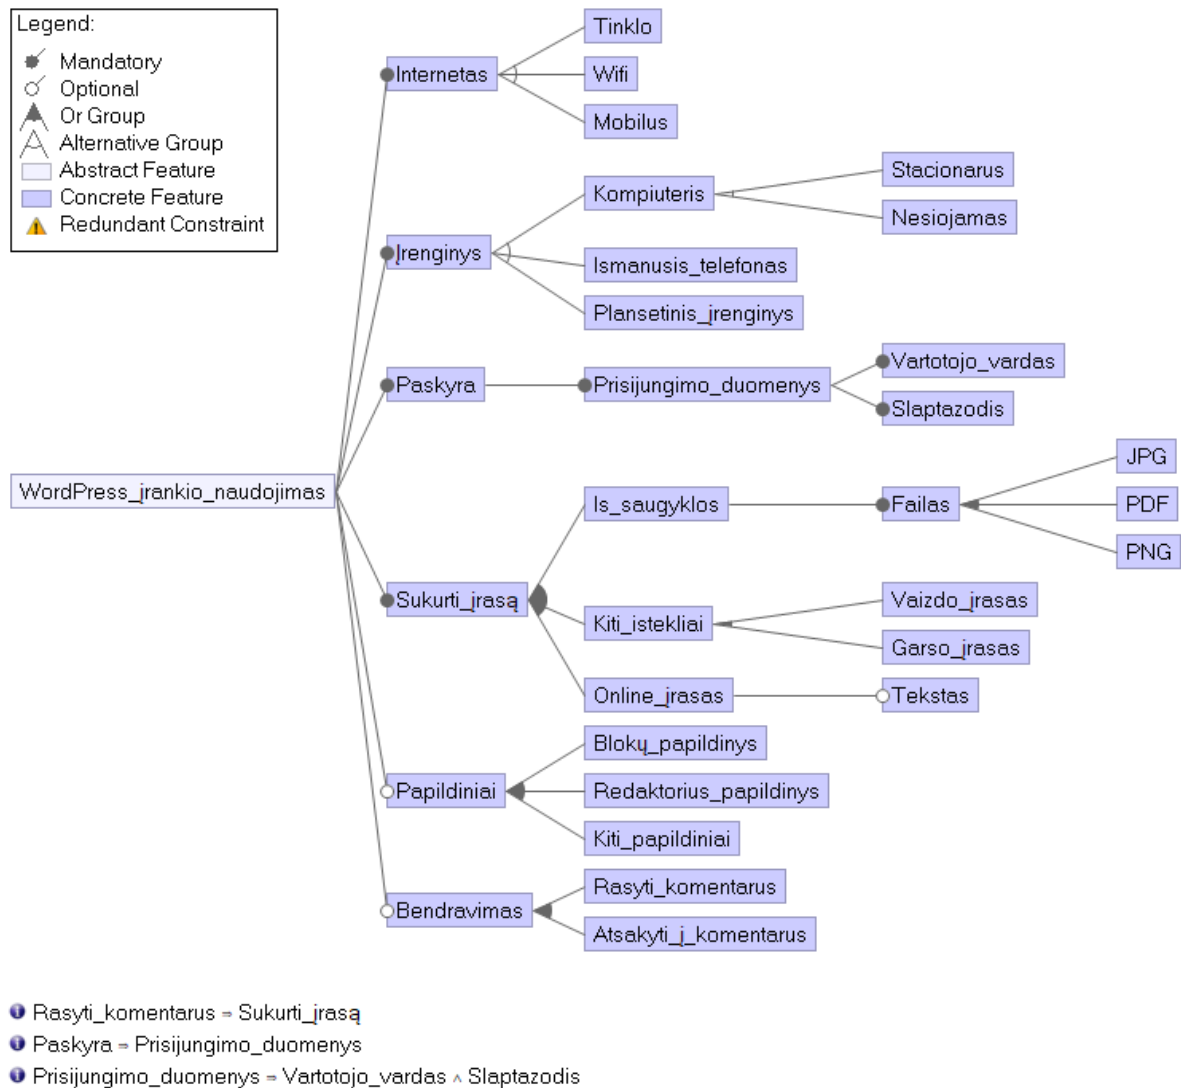 Legend:
Mandatory
Optional
Or Group
Alternative Group
Abstract Feature
Concrete Feature
Redundant Constraint
WordPress_įrankio_naudojimas
Internetas
Tinklo
Wifi
Mobilus
Įrenginys
Kompiuteris
Stacionarus
Nesiojamas
Ismanusis_telefonas
Plansetinis_įrenginys
Paskyra
Prisijungimo_duomenys
Vartotojo_vardas
Slaptazodis
Sukurti_įrasą
Is_saugyklos
Failas
JPG
PDF
PNG
Kiti_istekliai
Vaizdo_įrasas
Garso_įrasas
Online_įrasas
Tekstas
Papildiniai
Blokų_papildinys
Redaktorius_papildinys
Kiti_papildiniai
Bendravimas
Rasyti_komentarus
Atsakyti_į_komentarus
Rasyti_komentarus ⇒ Sukurti_įrasą
Paskyra ⇒ Prisijungimo_duomenys
Prisijungimo_duomenys ⇒ Vartotojo_vardas ∧ Slaptazodis